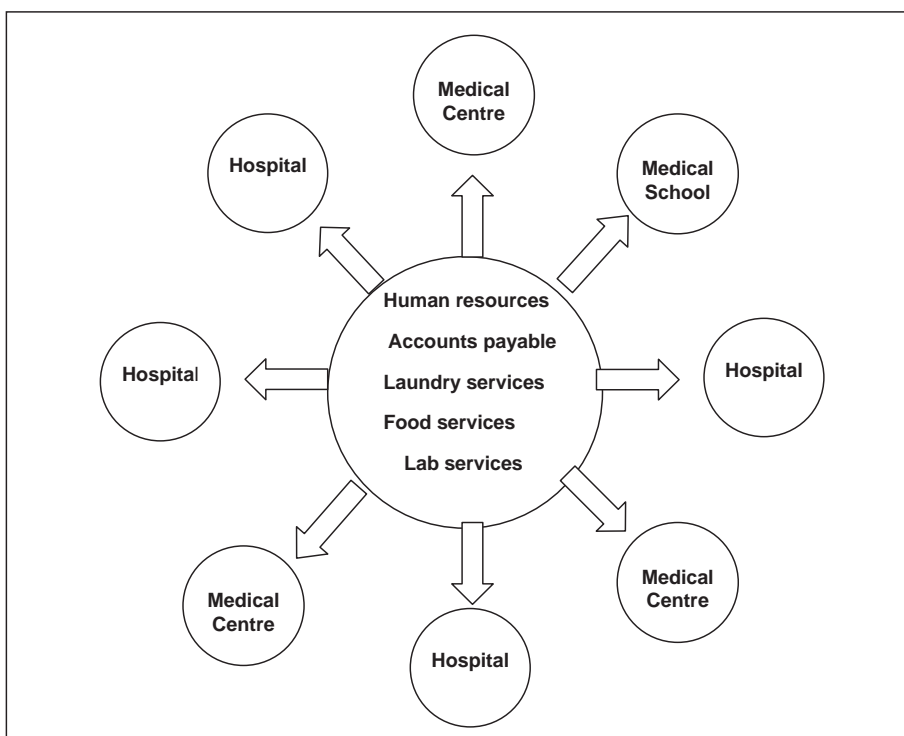 Medical
Centre
Hospital
Medical
School
Human resources
Accounts payable
Laundry services
Food services
Lab services
Hospital
Hospital
Medical
Centre
Medical
Centre
Hospital